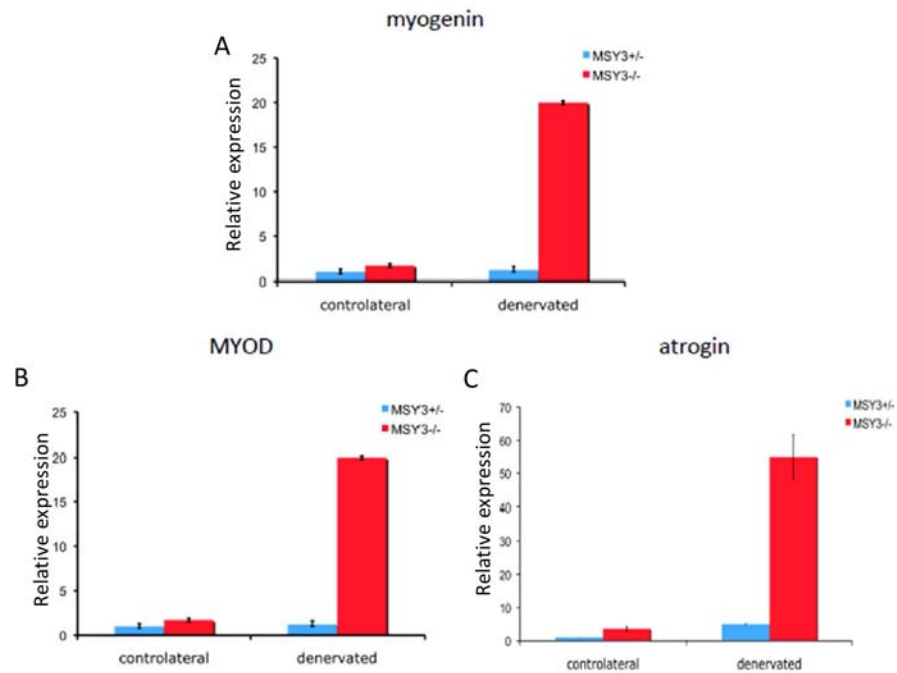 myogenin
A
MSY3+/-
MSY3-/-
Relative expression
25
20
15
10
5
0
controlateral denervated
MYOD
B
MSY3+/-
MSY3-/-
Relative expression
25
20
15
10
5
0
controlateral denervated
atrogin
C
MSY3+/-
MSY3-/-
Relative expression
70
60
50
40
30
20
10
0
controlateral denervated